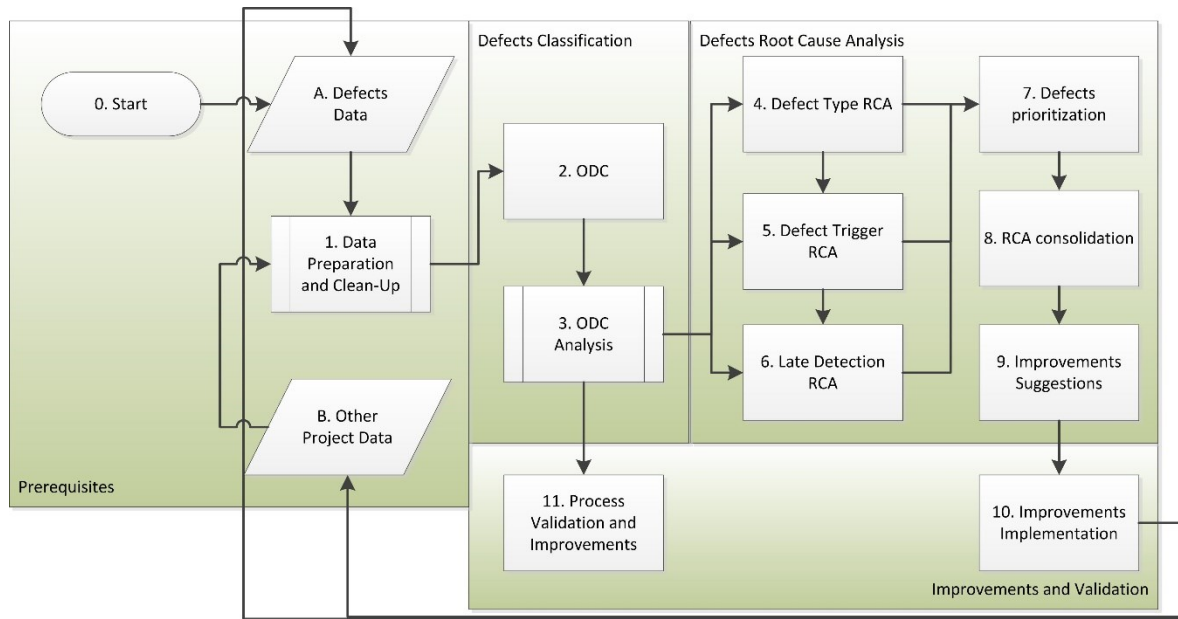 Prerequisites
0. Start
A. Defects
Data
1. Data
Preparation
and Clean-Up
B. Other
Project Data
Defects Classification
2. ODC
3. ODC
Analysis
Defects Root Cause Analysis
4. Defect Type RCA
5. Defect Trigger
RCA
6. Late Detection
RCA
7. Defects
prioritization
8. RCA consolidation
9. Improvements
Suggestions
11. Process
Validation and
Improvements
10. Improvements
Implementation
Improvements and Validation